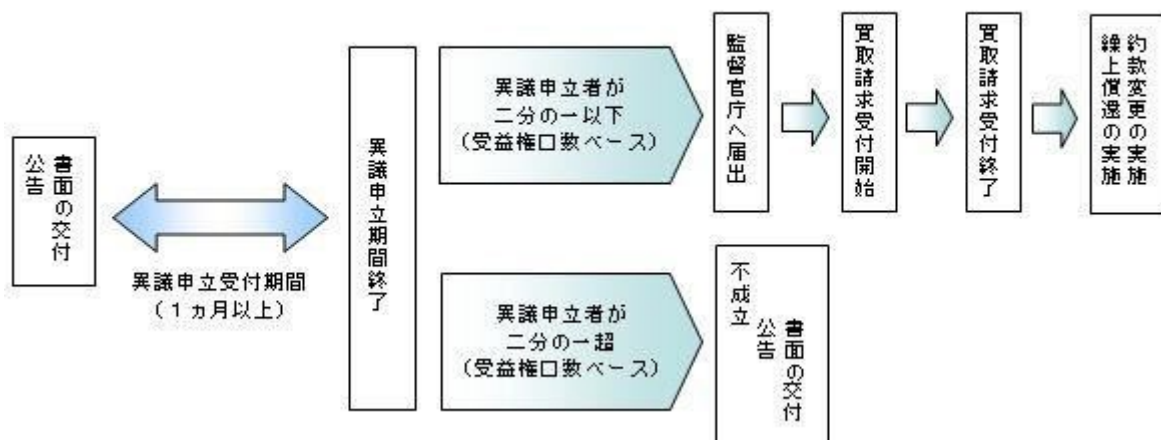 書面の交付
公告
異議申立受付期間
（１ヵ月以上）
異議申立期間終了
異議申立者が
二分の一以下
（受益権口数ベース）
監督官庁へ届出
買取請求受付開始
買取請求受付終了
約款変更の実施
繰上償還の実施
異議申立者が
二分の一超
（受益権口数ベース）
不成立
書面の交付
公告